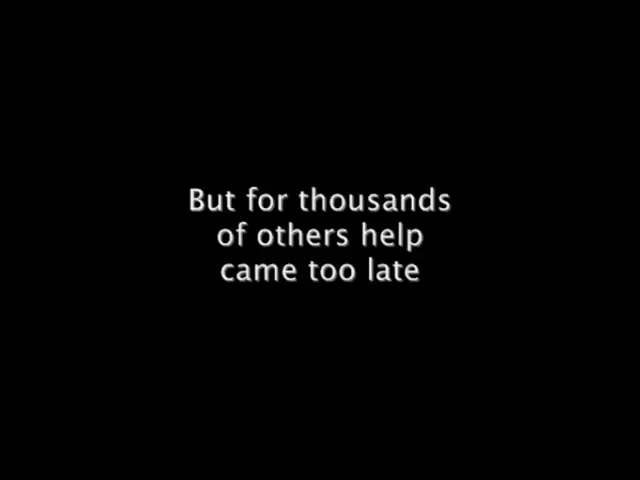 But for thousands
of others help
came too late